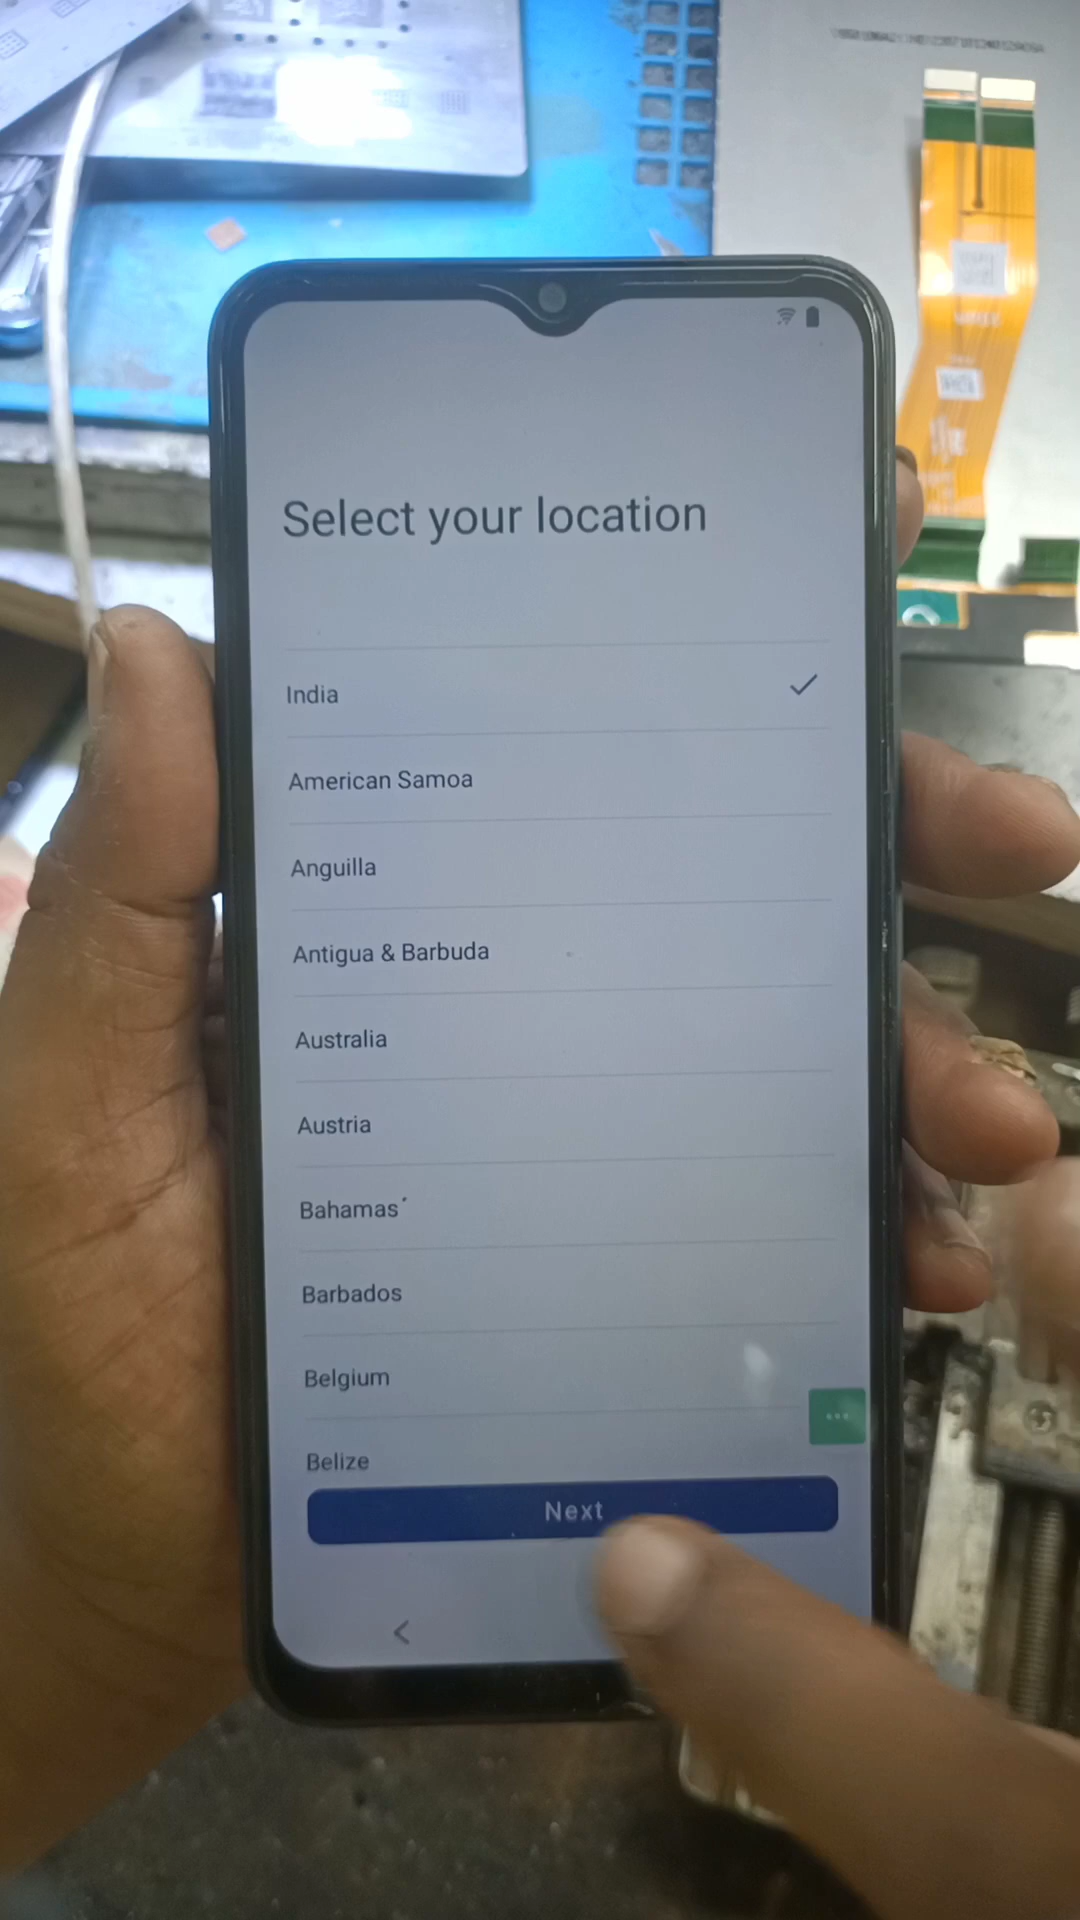 Select your location
India
American Samoa
Anguilla
Antigua & Barbuda
Australia
Austria
Bahamas
Barbados
Belgium
Belize
Next